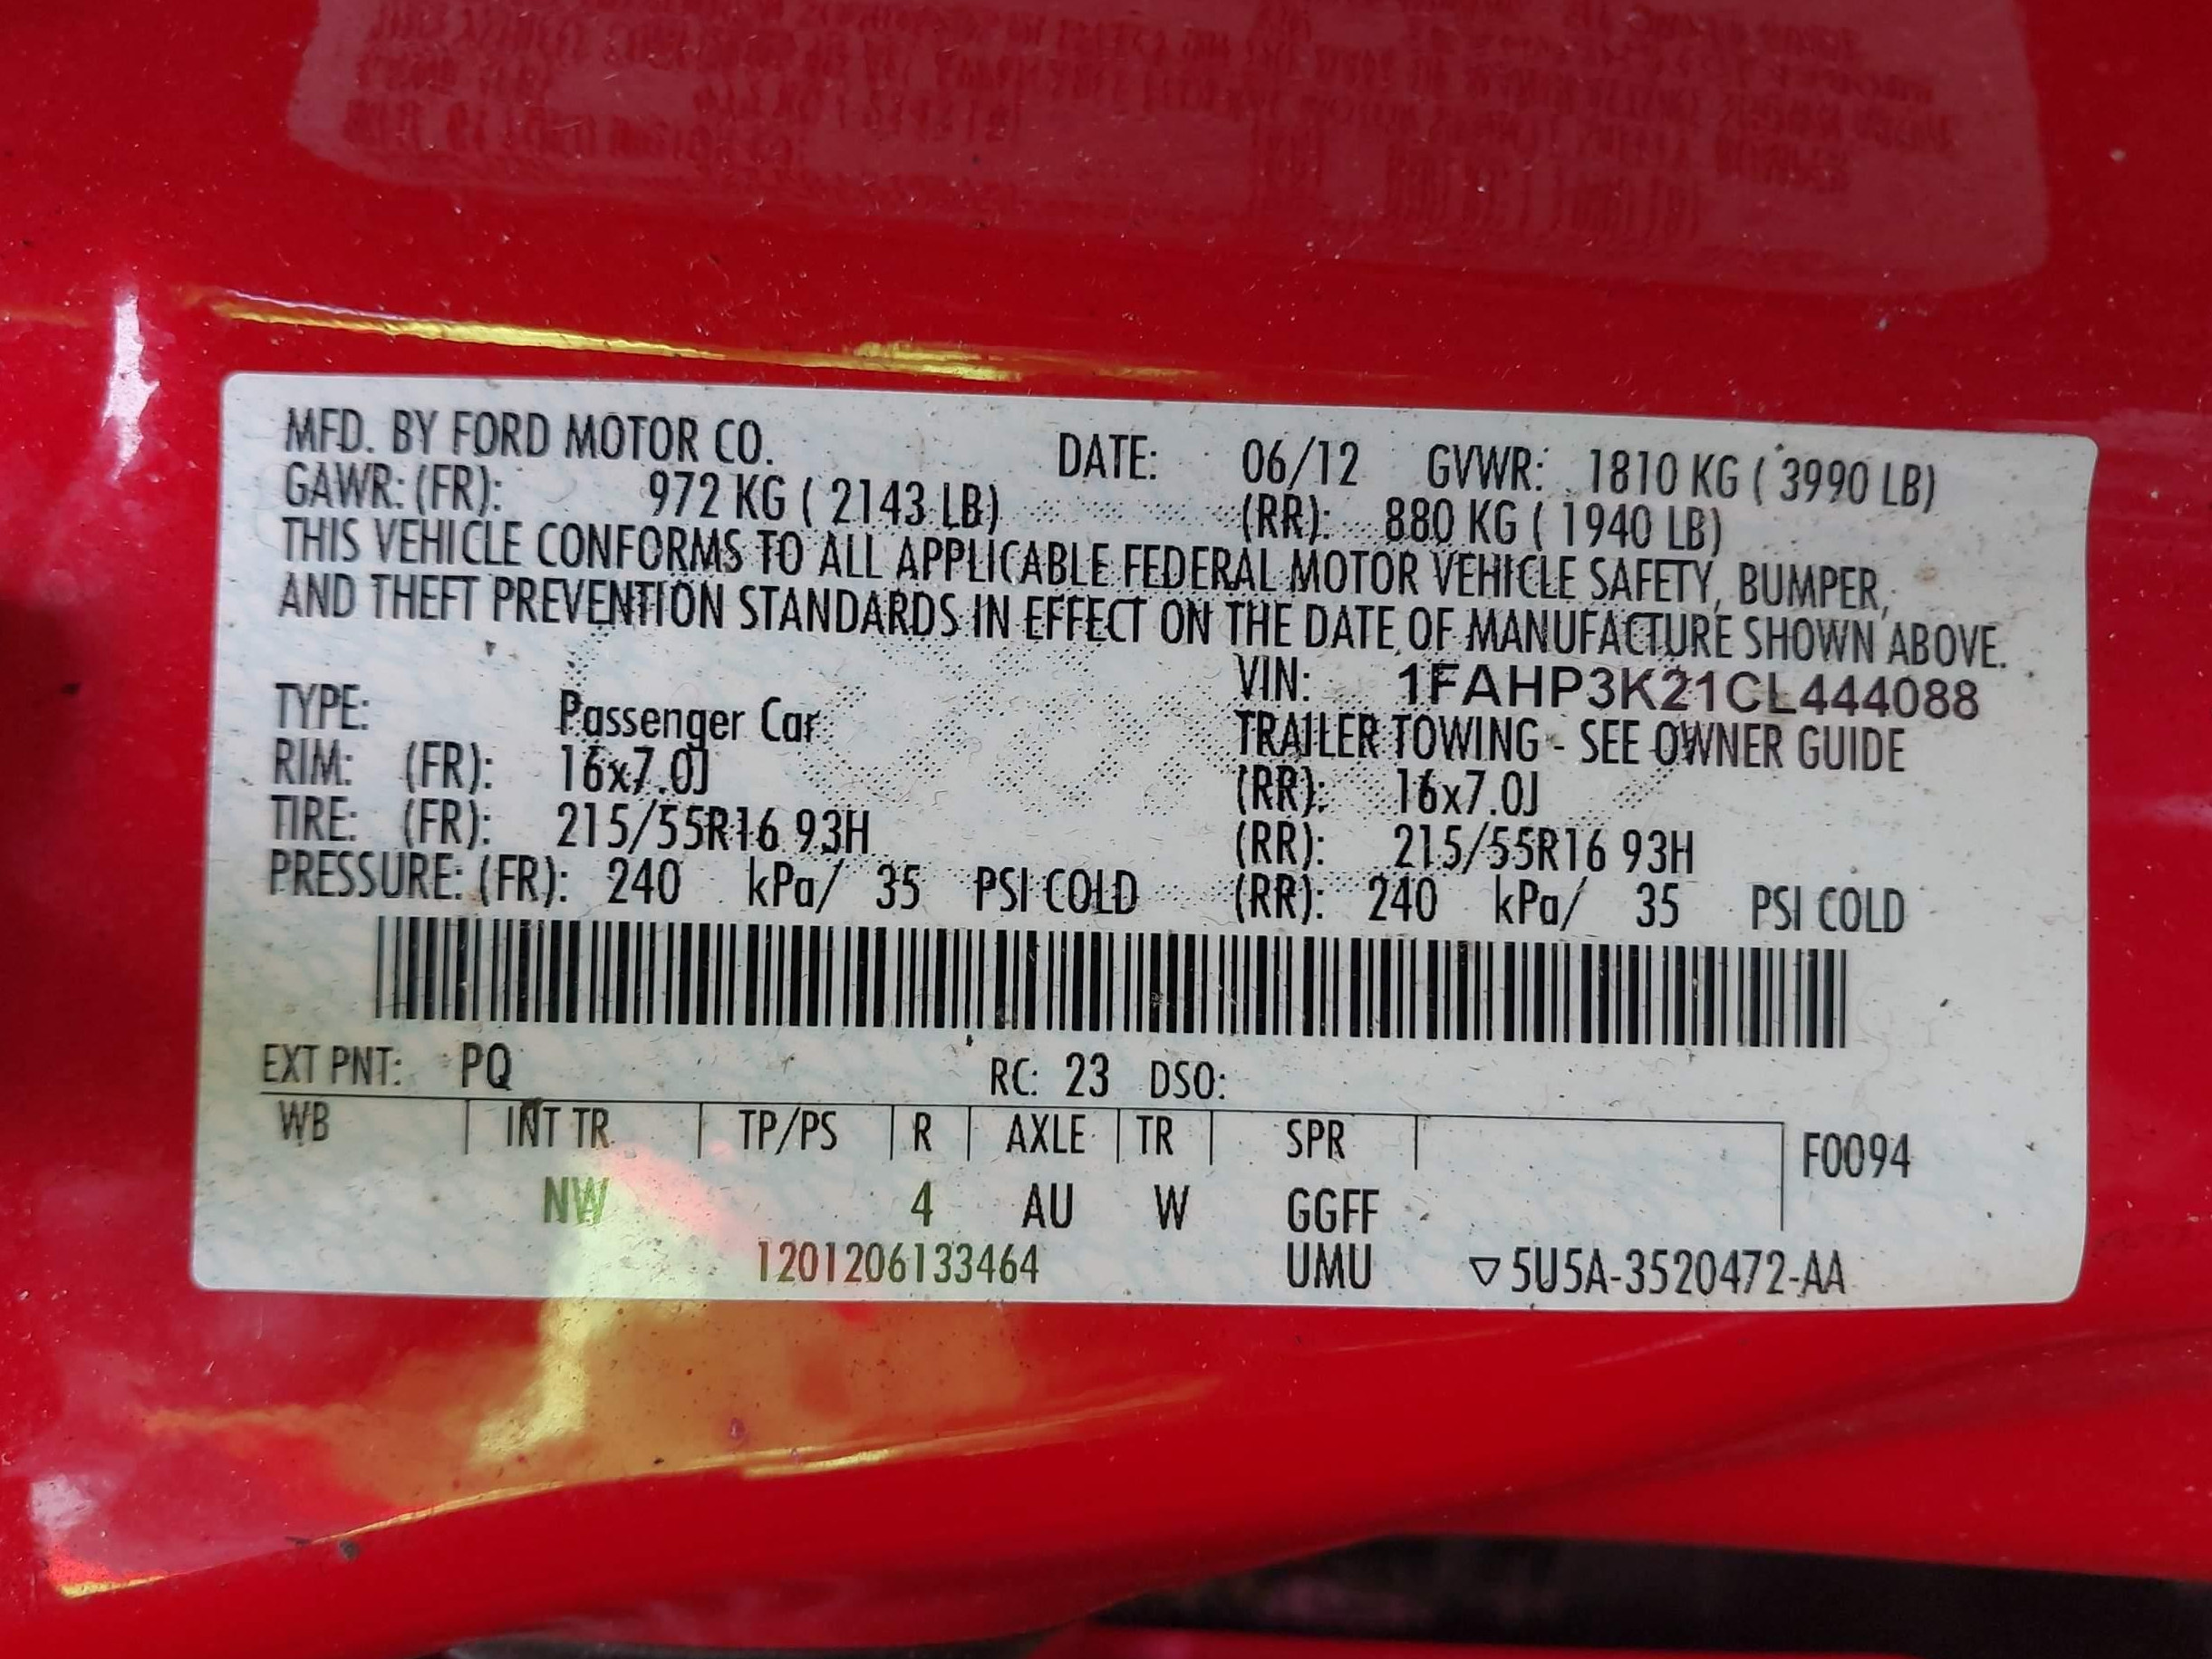 MFD. BY FORD MOTOR CO. DATE: 06/12 GVWR: 1810 KG ( 3990 LB)
GAWR: (FR): 972 KG ( 2143 LB) (RR): 880 KG ( 1940 LB)
THIS VEHICLE CONFORMS TO ALL APPLICABLE FEDERAL MOTOR VEHICLE SAFETY, BUMPER,
AND THEFT PREVENTION STANDARDS IN EFFECT ON THE DATE OF MANUFACTURE SHOWN ABOVE.
VIN: 1FAHP3K21CL444088
TYPE: Passenger Car TRAILER TOWING - SEE OWNER GUIDE
RIM: (FR): 16x7.0J (RR): 16x7.0J
TIRE: (FR): 215/55R16 93H (RR): 215/55R16 93H
PRESSURE: (FR): 240 kPa/ 35 PSI COLD (RR): 240 kPa/ 35 PSI COLD
EXT PNT: PQ RC: 23 DSO:
WB INT TR TP/PS R AXLE TR SPR F0094
NW 4 AU W GGFF
1201206133464 UMU ▽5U5A-3520472-AA